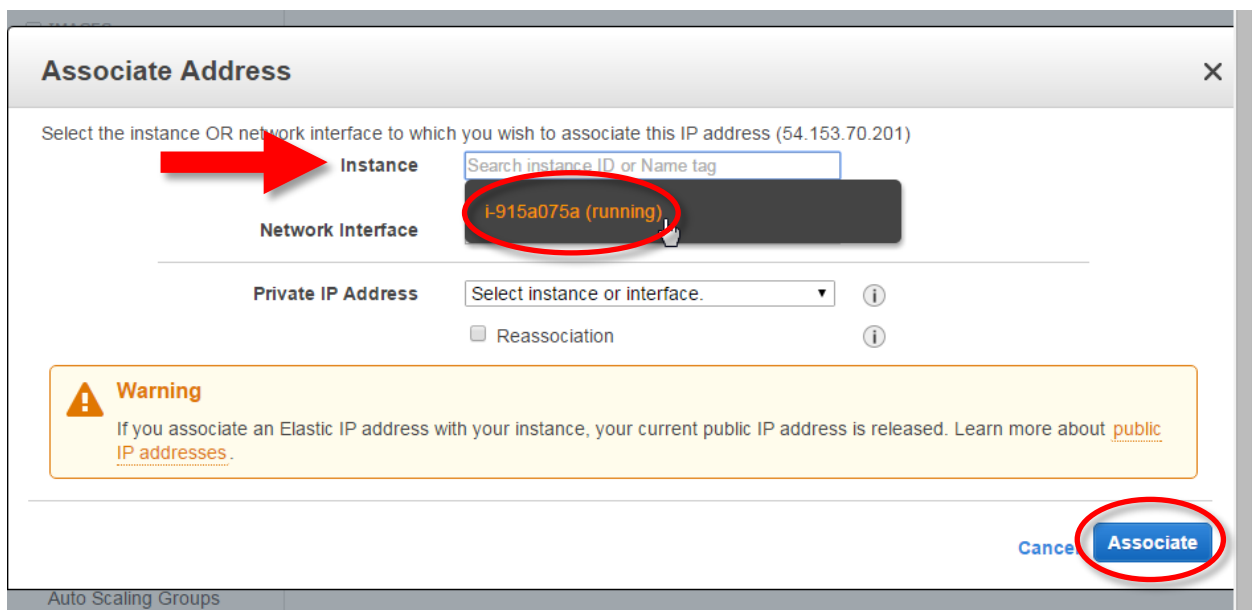 Associate Address
Select the instance OR network interface to which you wish to associate this IP address (54.153.70.201)
Instance
Search instance ID or Name tag
i-915a075a (running)
Network Interface
Private IP Address
Select instance or interface.
Reassociation
Warning
If you associate an Elastic IP address with your instance, your current public IP address is released. Learn more about public
IP addresses.
Cancel
Associate
Auto Scaling Groups